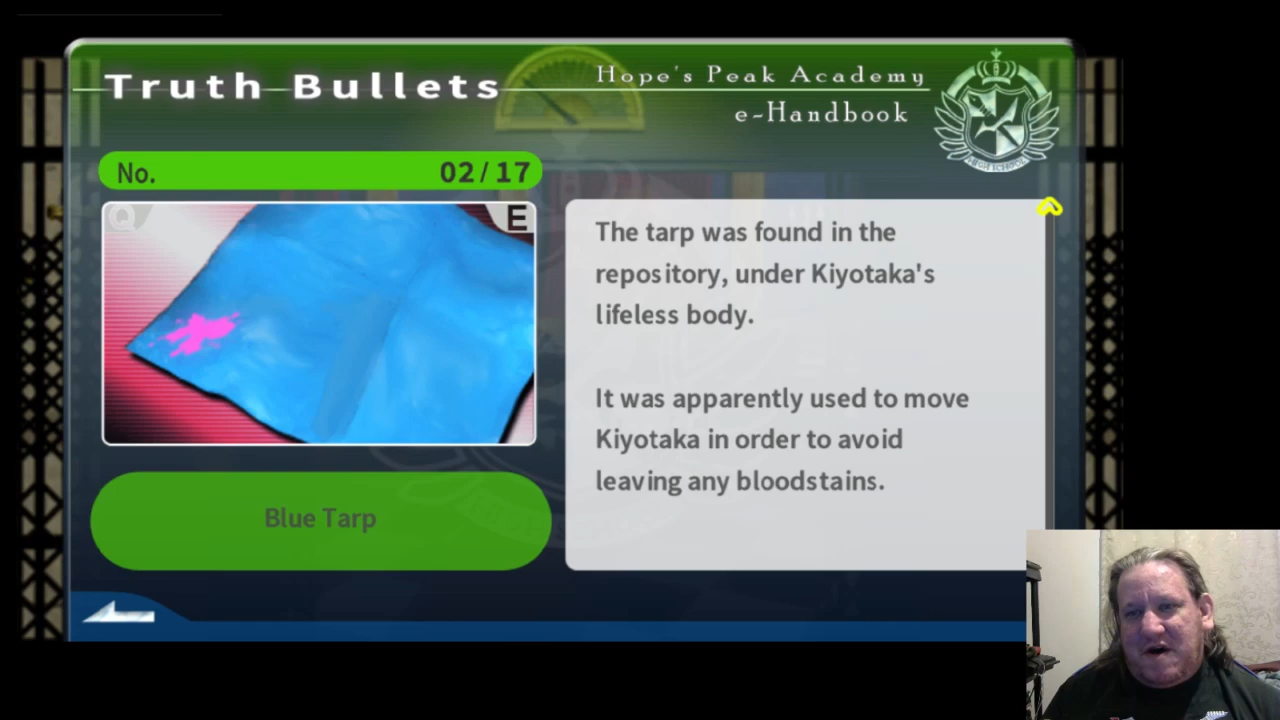 Truth Bullets
Hope's Peak Academy
e-Handbook
No. 02/17
Q E
The tarp was found in the
repository, under Kiyotaka's
lifeless body.
It was apparently used to move
Kiyotaka in order to avoid
leaving any bloodstains.
Blue Tarp